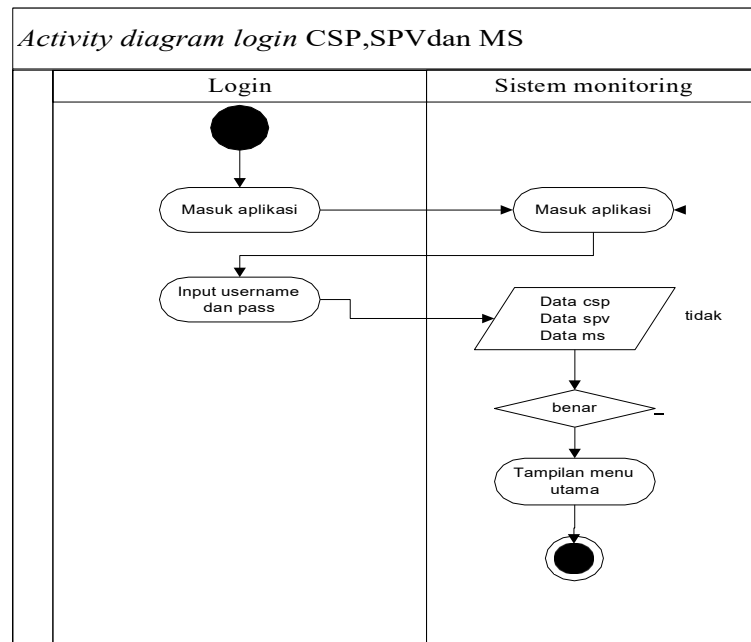 Activity diagram login CSP,SPVdan MS
Login
Sistem monitoring
Masuk aplikasi
Masuk aplikasi
Input username
dan pass
Data csp
Data spv
Data ms
tidak
benar
Tampilan menu
utama